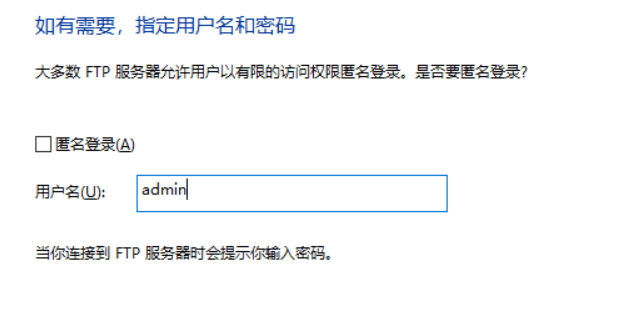 如有需要，指定用户名和密码
大多数 FTP 服务器允许用户以有限的访问权限匿名登录。是否要匿名登录?
匿名登录(A)
用户名(U): admin
当你连接到 FTP 服务器时会提示你输入密码。